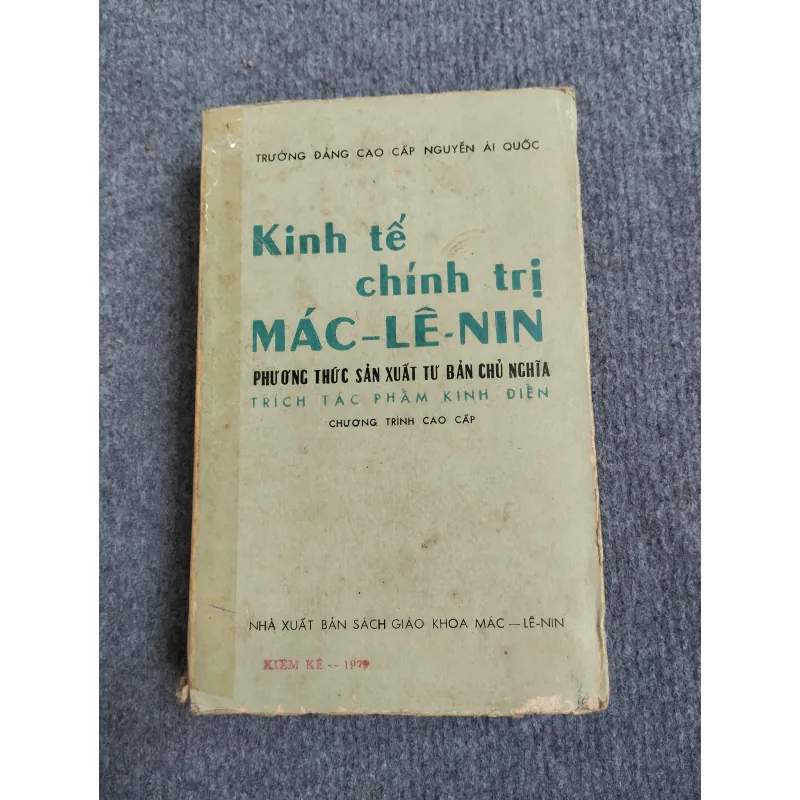 TRƯỜNG ĐẢNG CAO CẤP NGUYỄN ÁI QUỐC
Kinh tế
chính trị
MÁC-LÊ-NIN
PHƯƠNG THỨC SẢN XUẤT TƯ BẢN CHỦ NGHĨA
TRÍCH TÁC PHẨM KINH ĐIỂN
CHƯƠNG TRÌNH CAO CẤP
NHÀ XUẤT BẢN SÁCH GIÁO KHOA MÁC — LÊ-NIN
KIỂM KÊ --